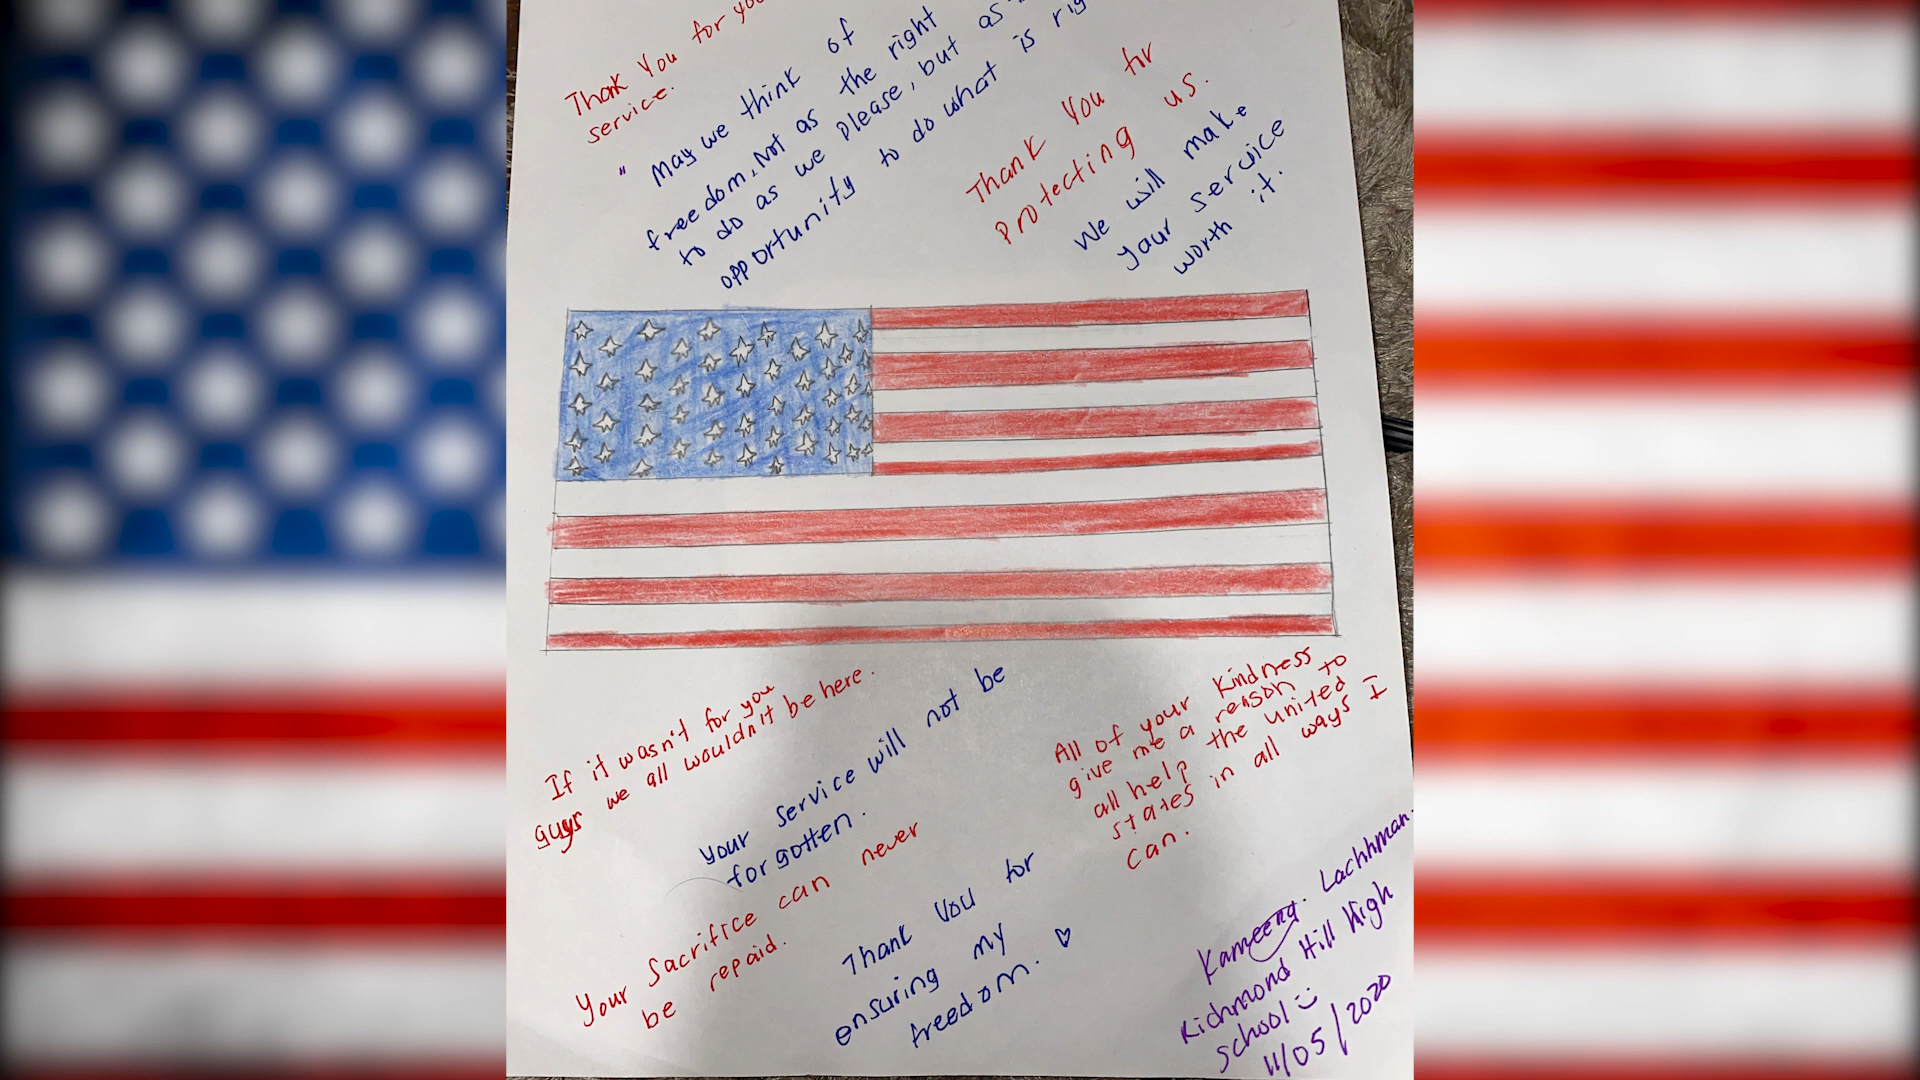 Thank You for you
service.
" May we think of
freedom, Not as the right
to do as we please, but as
opportunity to do what is rig
Thank You for
Protecting us.
We will make
your service
worth it.
If it wasn't for you
guys we all wouldn't be here.
Your service will not be
forgotten.
Your Sacrifice can never
be repaid.
Thank You for
ensuring my
freedom.
All of your Kindness
give me a reason to
all help the united
states in all ways I
can.
Kameena. Lachhman.
Richmond Hill High
School
11/05/2020